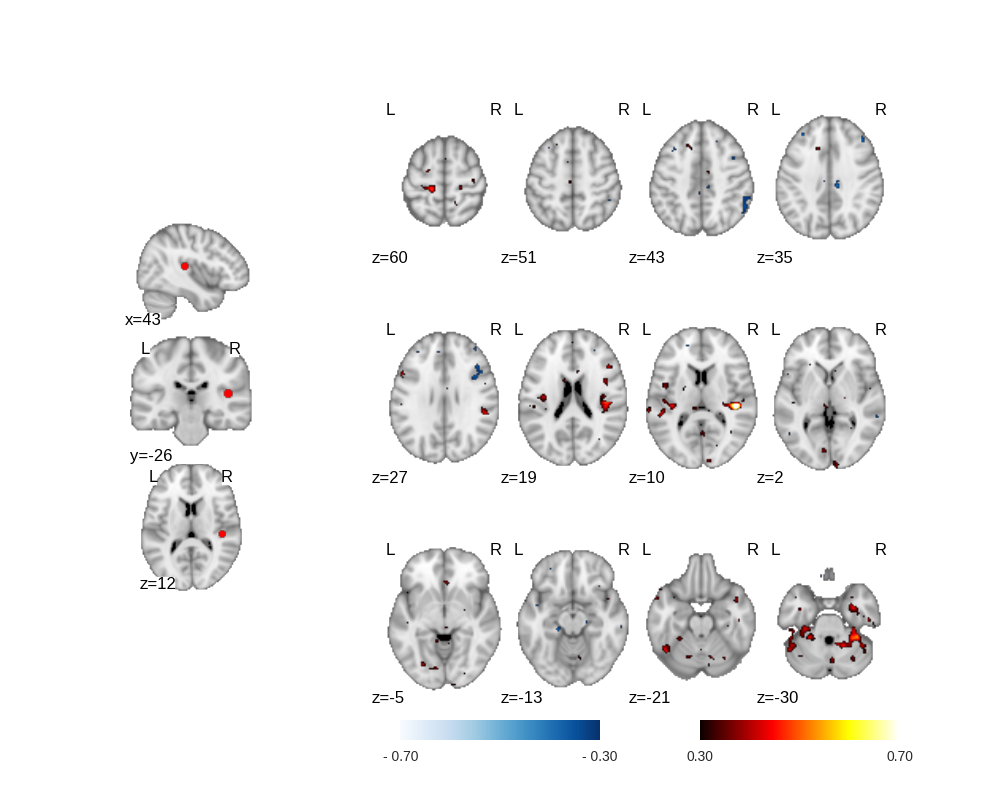 L R L R L R L R
z=60 z=51 z=43 z=35
x=43
L R
y=-26
L R
z=12
L R L R L R L R
z=27 z=19 z=10 z=2
L R L R L R L R
z=-5 z=-13 z=-21 z=-30
- 0.70 - 0.30 0.30 0.70